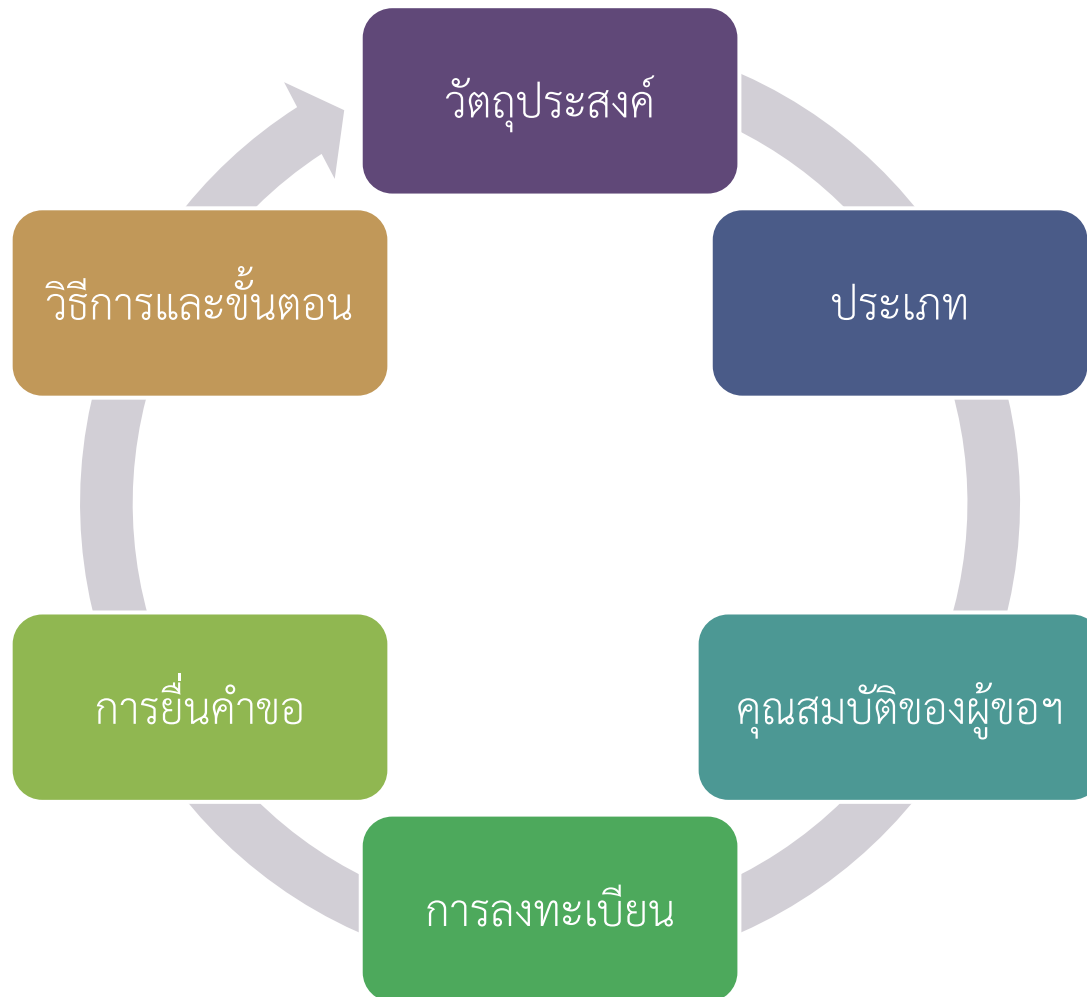 วัตถุประสงค์
ประเภท
คุณสมบัติของผู้ขอฯ
การลงทะเบียน
การยื่นคำขอ
วิธีการและขั้นตอน